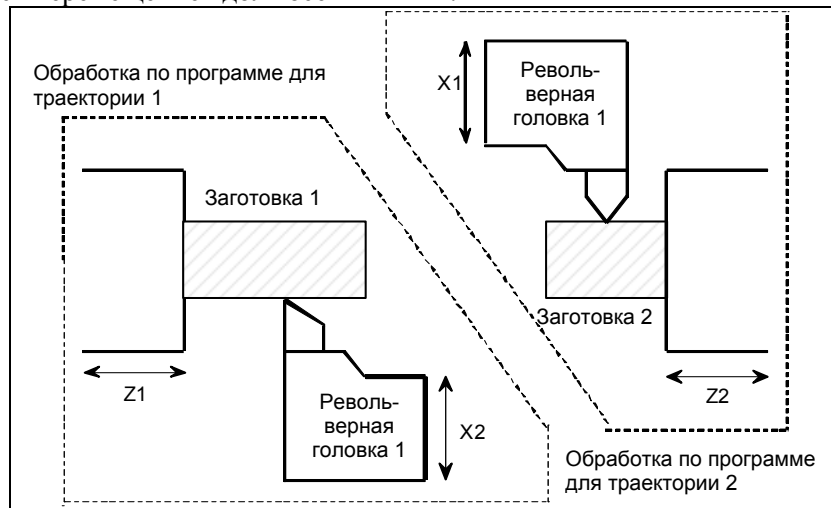 Обработка по программе для
траектории 1
X1
Револь-
верная
головка 1
Заготовка 1
Заготовка 2
Z1
Револь-
верная
головка 1
X2
Z2
Обработка по программе
для траектории 2